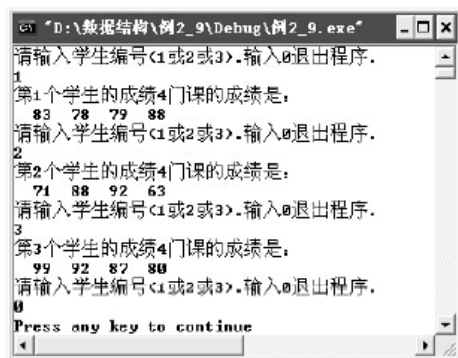 "D:\数据结构\例2_9\Debug\例2_9.exe"
请输入学生编号(1或2或3).输入0退出程序.
1
第1个学生的成绩4门课的成绩是:
83 78 79 88
请输入学生编号(1或2或3).输入0退出程序.
2
第2个学生的成绩4门课的成绩是:
71 88 92 63
请输入学生编号(1或2或3).输入0退出程序.
3
第3个学生的成绩4门课的成绩是:
99 92 87 80
请输入学生编号(1或2或3).输入0退出程序.
0
Press any key to continue